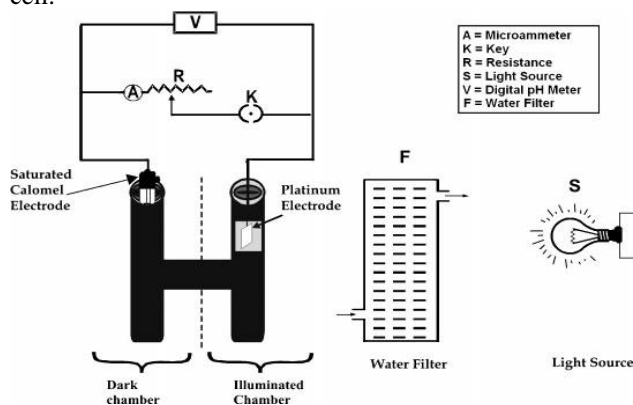 cell.
V
A = Microammeter
K = Key
R = Resistance
S = Light Source
V = Digital pH Meter
F = Water Filter
R
A
K
F
S
Saturated
Calomel
Electrode
Platinum
Electrode
Water Filter
Light Source
Dark
chamber
Illuminated
Chamber